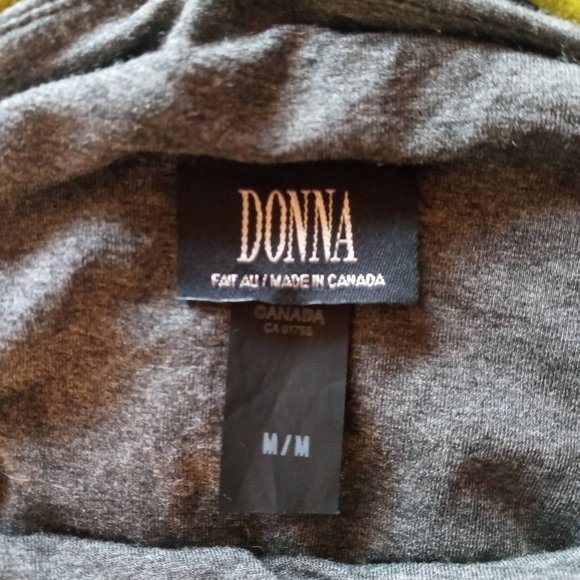 DONNA
FAIT AU / MADE IN CANADA
CANADA
CA 01755
M/M